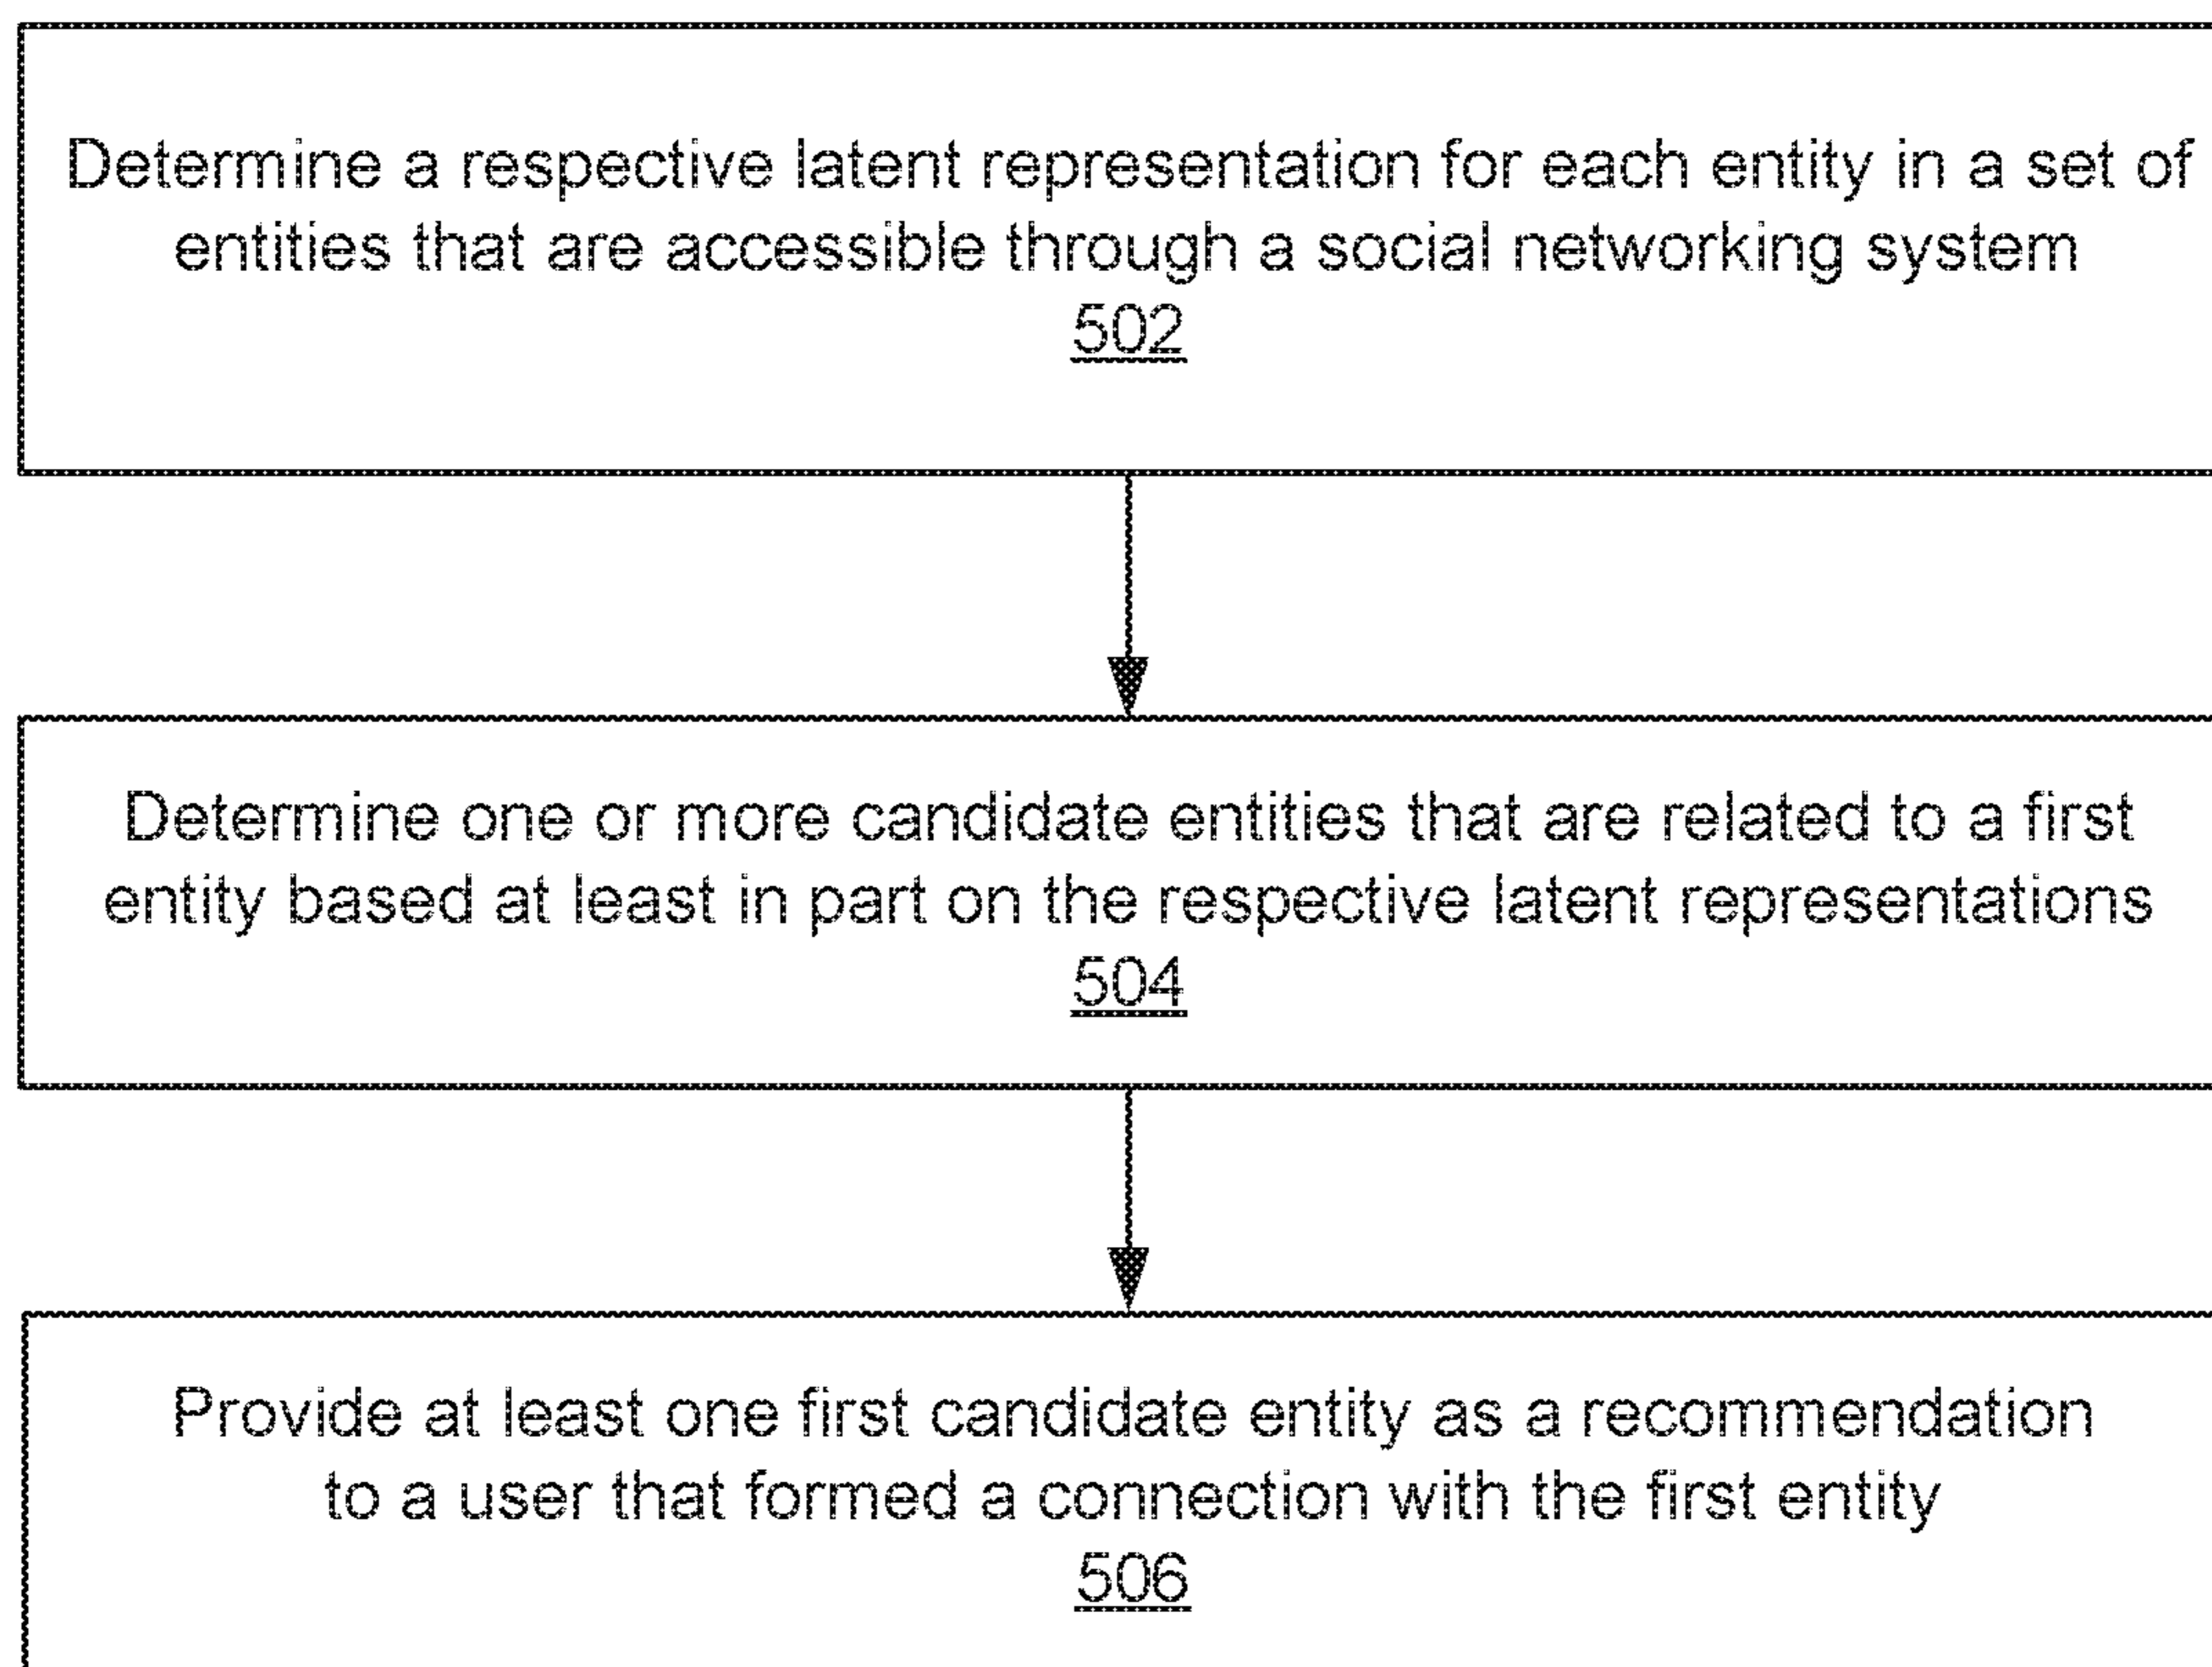 Determine a respective latent representation for each entity in a set of
entities that are accessible through a social networking system
502
Determine one or more candidate entities that are related to a first
entity based at least in part on the respective latent representations
504
Provide at least one first candidate entity as a recommendation
to a user that formed a connection with the first entity
506